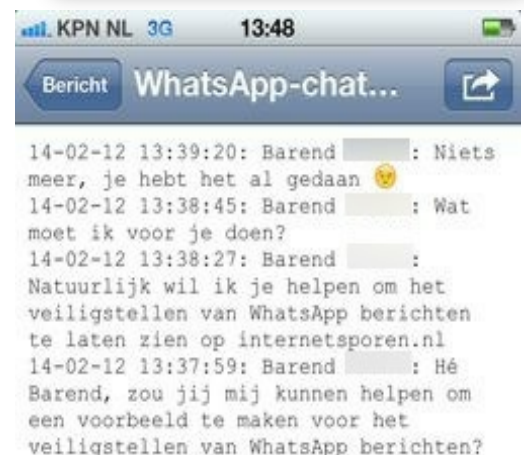 KPN NL 3G 13:48
Bericht WhatsApp-chat...
14-02-12 13:39:20: Barend : Niets
meer, je hebt het al gedaan 😉
14-02-12 13:38:45: Barend : Wat
moet ik voor je doen?
14-02-12 13:38:27: Barend :
Natuurlijk wil ik je helpen om het
veiligstellen van WhatsApp berichten
te laten zien op internetsporen.nl
14-02-12 13:37:59: Barend : Hé
Barend, zou jij mij kunnen helpen om
een voorbeeld te maken voor het
veiligstellen van WhatsApp berichten?